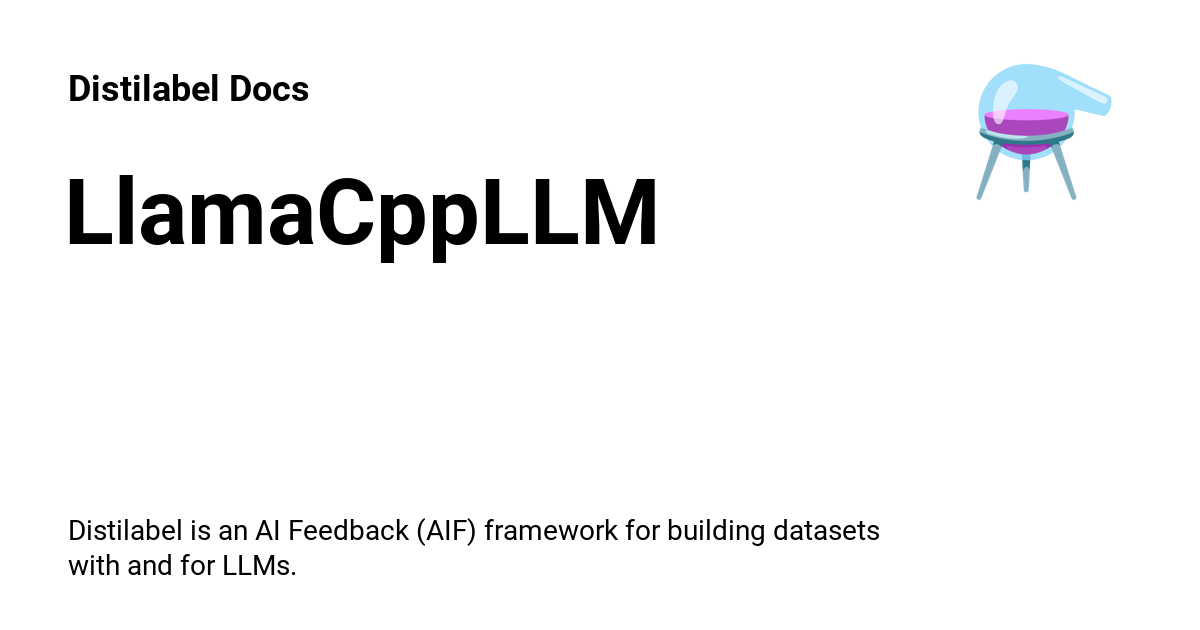 Distilabel Docs
LlamaCppLLM
Distilabel is an AI Feedback (AIF) framework for building datasets
with and for LLMs.